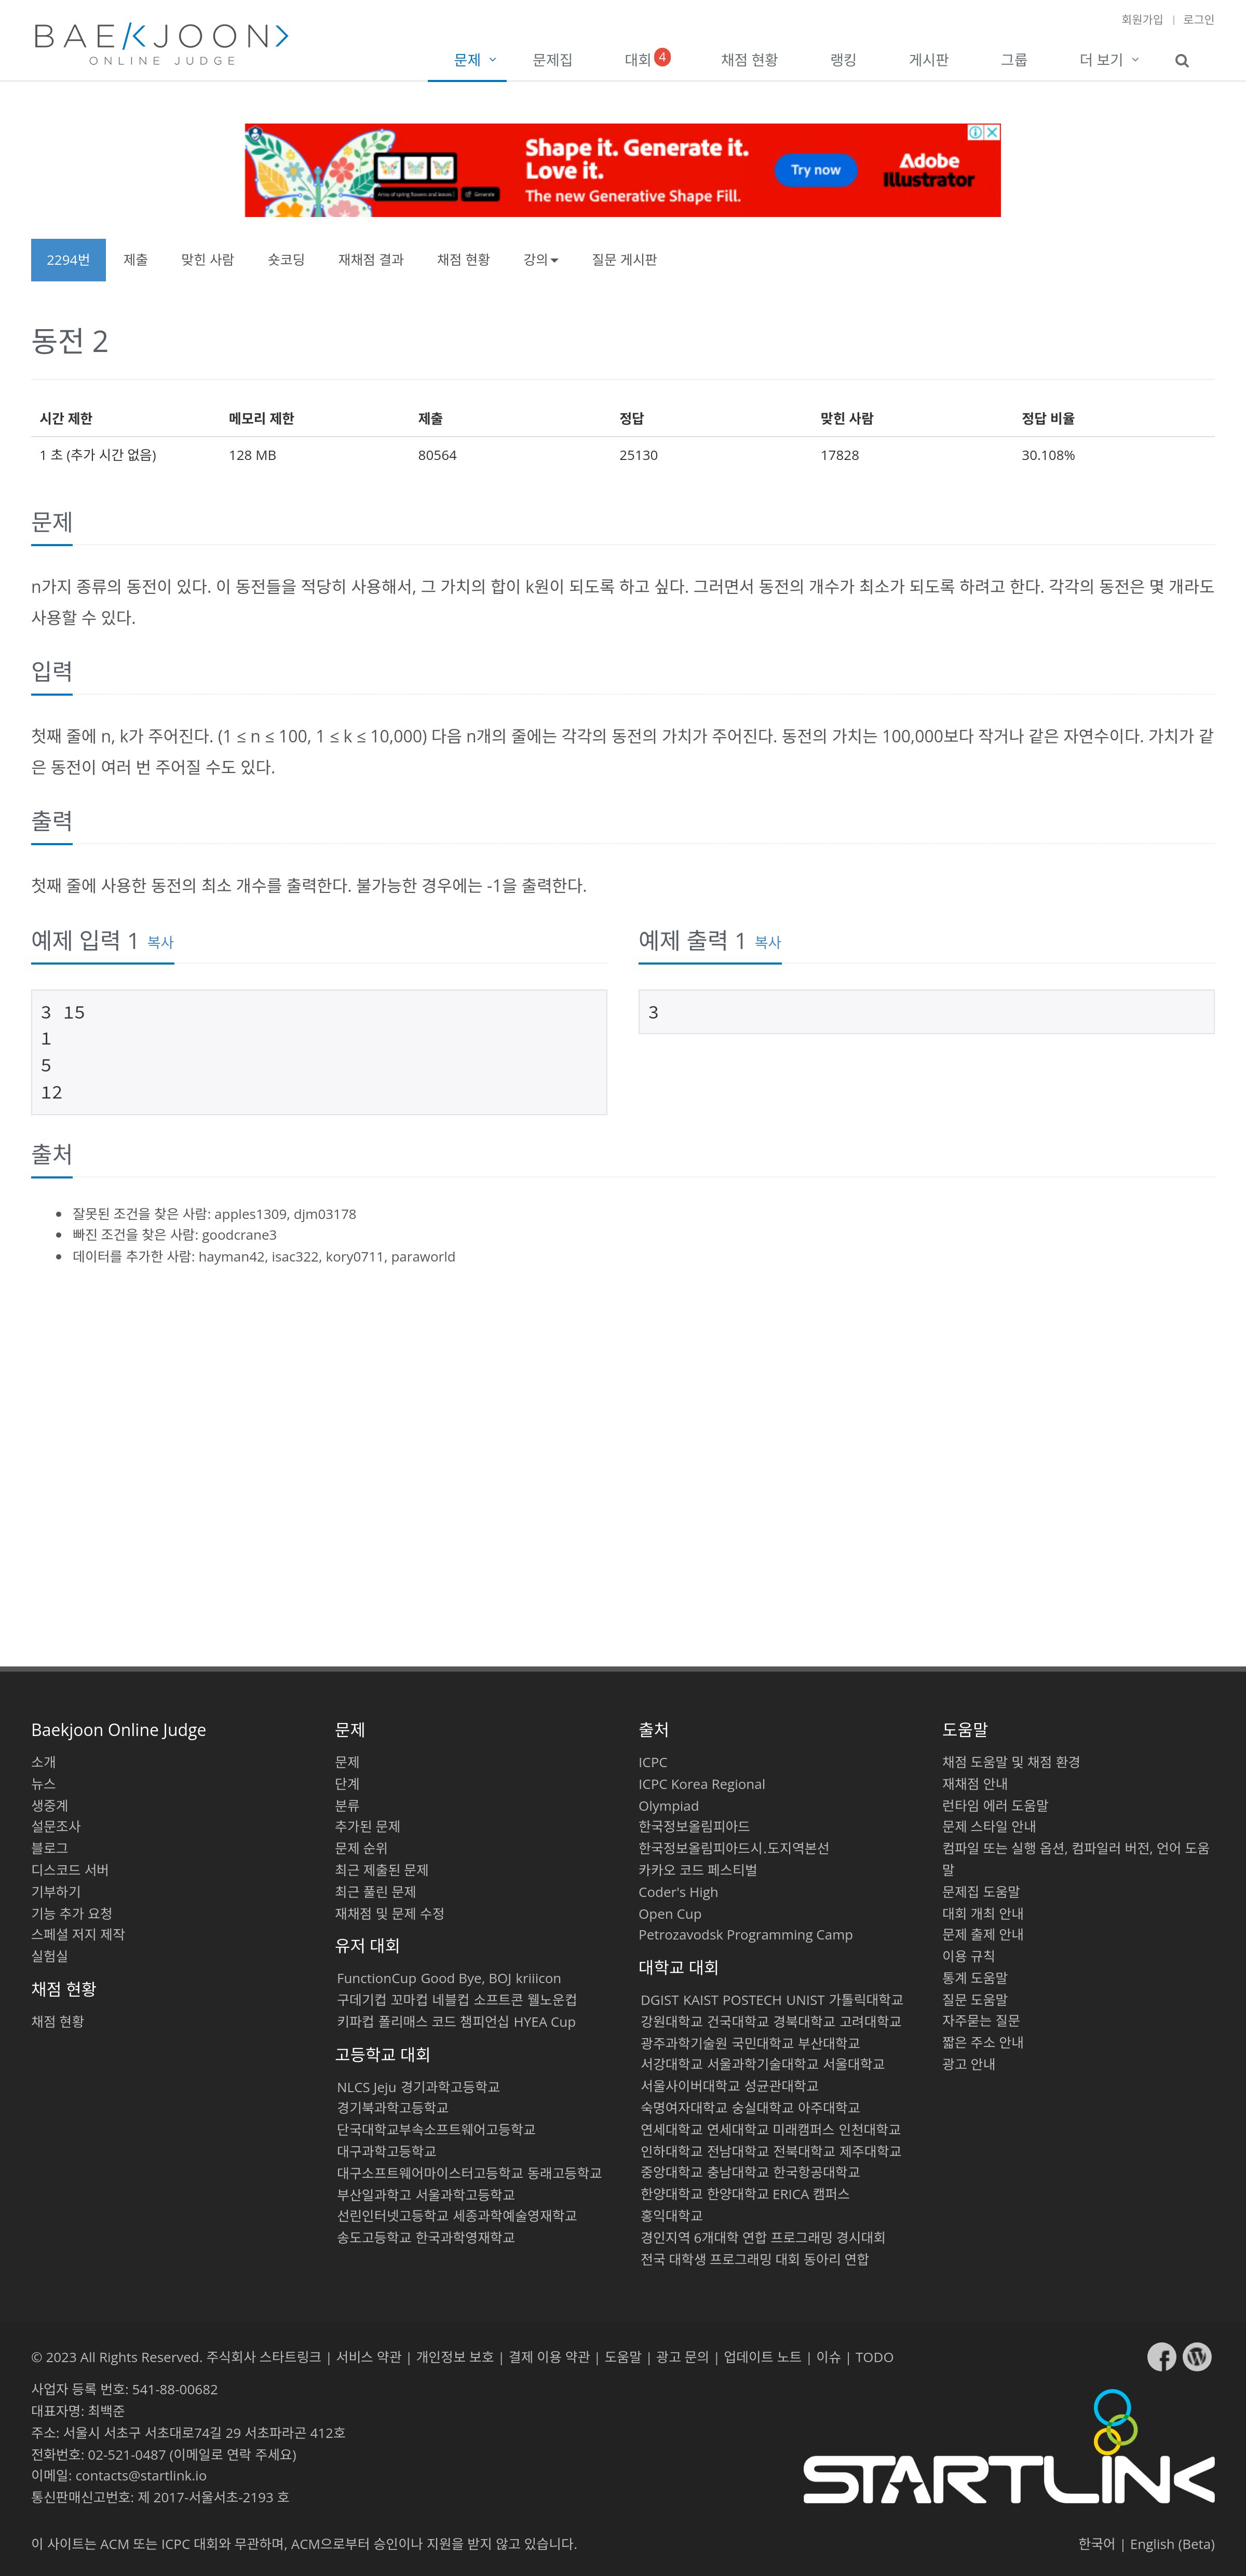 회원가입 | 로그인
BAEKJOON>
ONLINE JUDGE
문제 문제집 대회 4 채점 현황 랭킹 게시판 그룹 더 보기
Shape it. Generate it.
Love it.
The new Generative Shape Fill.
Generate
Try now
Adobe
Illustrator
2294번 제출 맞힌 사람 숏코딩 재채점 결과 채점 현황 강의 질문 게시판
동전 2
시간 제한 메모리 제한 제출 정답 맞힌 사람 정답 비율
1 초 (추가 시간 없음) 128 MB 80564 25130 17828 30.108%
문제
n가지 종류의 동전이 있다. 이 동전들을 적당히 사용해서, 그 가치의 합이 k원이 되도록 하고 싶다. 그러면서 동전의 개수가 최소가 되도록 하려고 한다. 각각의 동전은 몇 개라도
사용할 수 있다.
입력
첫째 줄에 n, k가 주어진다. (1 ≤ n ≤ 100, 1 ≤ k ≤ 10,000) 다음 n개의 줄에는 각각의 동전의 가치가 주어진다. 동전의 가치는 100,000보다 작거나 같은 자연수이다. 가치가 같
은 동전이 여러 번 주어질 수도 있다.
출력
첫째 줄에 사용한 동전의 최소 개수를 출력한다. 불가능한 경우에는 -1을 출력한다.
예제 입력 1 복사
3 15
1
5
12
예제 출력 1 복사
3
출처
잘못된 조건을 찾은 사람: apples1309, djm03178
빠진 조건을 찾은 사람: goodcrane3
데이터를 추가한 사람: hayman42, isac322, kory0711, paraworld
Baekjoon Online Judge
소개
뉴스
생중계
설문조사
블로그
디스코드 서버
기부하기
기능 추가 요청
스페셜 저지 제작
실험실
채점 현황
채점 현황
문제
문제
단계
분류
추가된 문제
문제 순위
최근 제출된 문제
최근 풀린 문제
재채점 및 문제 수정
유저 대회
FunctionCup Good Bye, BOJ kriiicon
구데기컵 꼬마컵 네블컵 소프트콘 웰노운컵
키파컵 폴리매스 코드 챔피언십 HYEA Cup
고등학교 대회
NLCS Jeju 경기과학고등학교
경기북과학고등학교
단국대학교부속소프트웨어고등학교
대구과학고등학교
대구소프트웨어마이스터고등학교 동래고등학교
부산일과학고 서울과학고등학교
선린인터넷고등학교 세종과학예술영재학교
송도고등학교 한국과학영재학교
출처
ICPC
ICPC Korea Regional
Olympiad
한국정보올림피아드
한국정보올림피아드시.도지역본선
카카오 코드 페스티벌
Coder's High
Open Cup
Petrozavodsk Programming Camp
대학교 대회
DGIST KAIST POSTECH UNIST 가톨릭대학교
강원대학교 건국대학교 경북대학교 고려대학교
광주과학기술원 국민대학교 부산대학교
서강대학교 서울과학기술대학교 서울대학교
서울사이버대학교 성균관대학교
숙명여자대학교 숭실대학교 아주대학교
연세대학교 연세대학교 미래캠퍼스 인천대학교
인하대학교 전남대학교 전북대학교 제주대학교
중앙대학교 충남대학교 한국항공대학교
한양대학교 한양대학교 ERICA 캠퍼스
홍익대학교
경인지역 6개대학 연합 프로그래밍 경시대회
전국 대학생 프로그래밍 대회 동아리 연합
도움말
채점 도움말 및 채점 환경
재채점 안내
런타임 에러 도움말
문제 스타일 안내
컴파일 또는 실행 옵션, 컴파일러 버전, 언어 도움
말
문제집 도움말
대회 개최 안내
문제 출제 안내
이용 규칙
통계 도움말
질문 도움말
자주묻는 질문
짧은 주소 안내
광고 안내
© 2023 All Rights Reserved. 주식회사 스타트링크 | 서비스 약관 | 개인정보 보호 | 결제 이용 약관 | 도움말 | 광고 문의 | 업데이트 노트 | 이슈 | TODO
사업자 등록 번호: 541-88-00682
대표자명: 최백준
주소: 서울시 서초구 서초대로74길 29 서초파라곤 412호
전화번호: 02-521-0487 (이메일로 연락 주세요)
이메일: contacts@startlink.io
통신판매신고번호: 제 2017-서울서초-2193 호
STARTLINK
이 사이트는 ACM 또는 ICPC 대회와 무관하며, ACM으로부터 승인이나 지원을 받지 않고 있습니다.
한국어 | English (Beta)